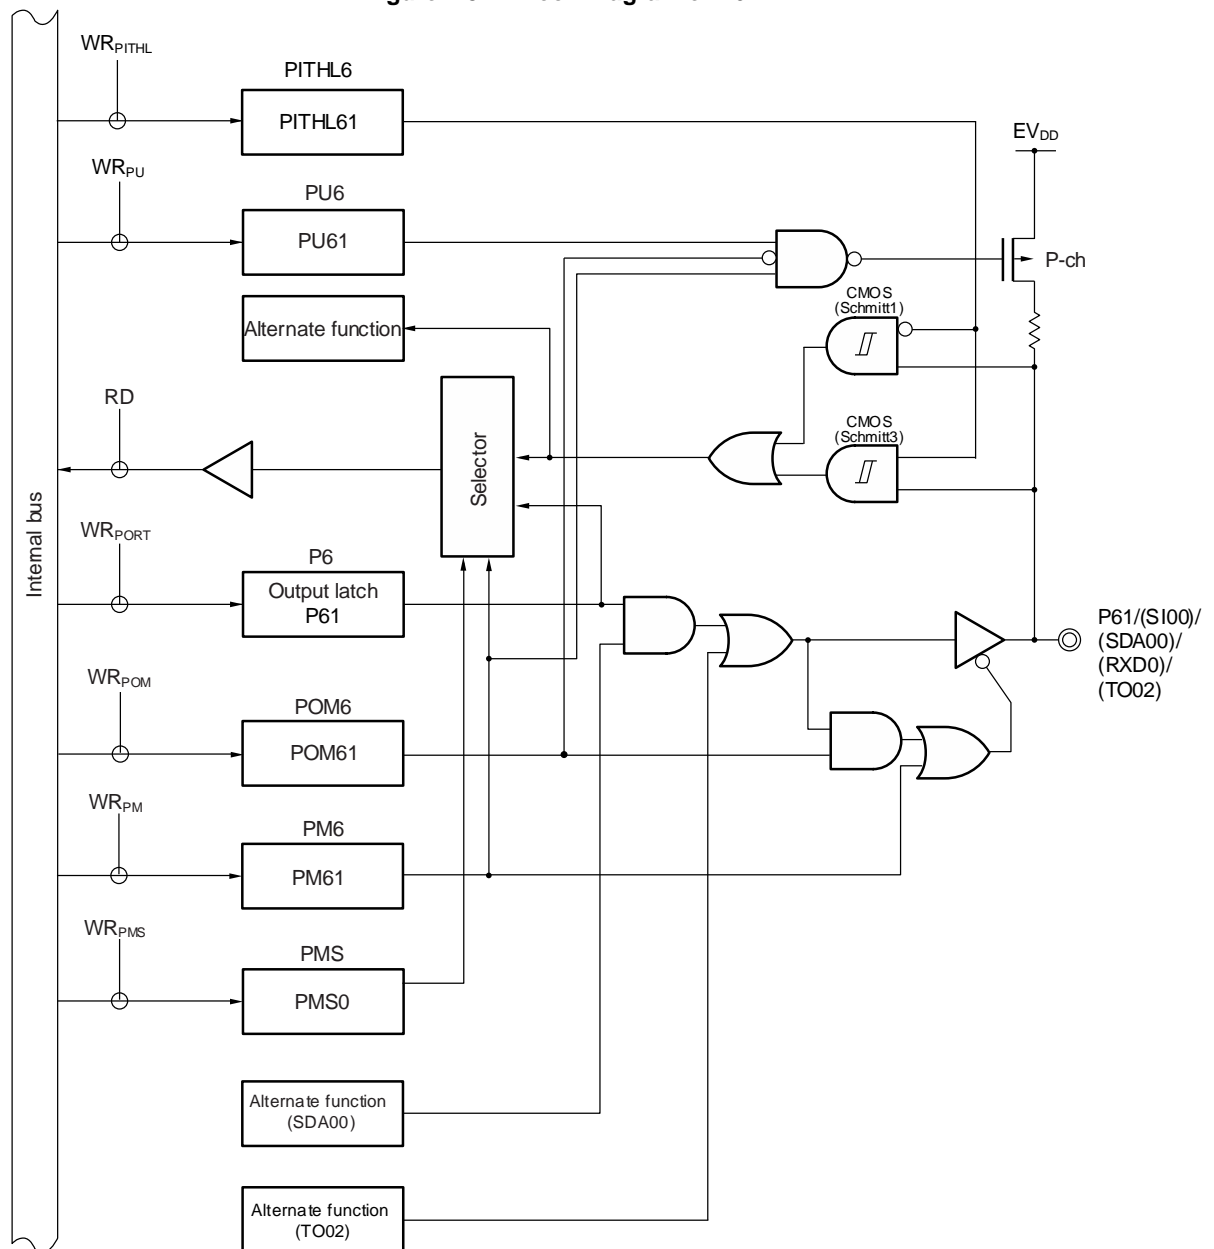 WRPITHL
PITHL6
PITHL61
EVDD
WRPU
PU6
PU61
P-ch
CMOS
(Schmitt1)
Alternate function
RD
CMOS
(Schmitt3)
Selector
Internal bus
WRPORT
P6
Output latch
P61
P61/(SI00)/
(SDA00)/
(RXD0)/
(TO02)
WRPOM
POM6
POM61
WRPM
PM6
PM61
WRPMS
PMS
PMS0
Alternate function
(SDA00)
Alternate function
(TO02)